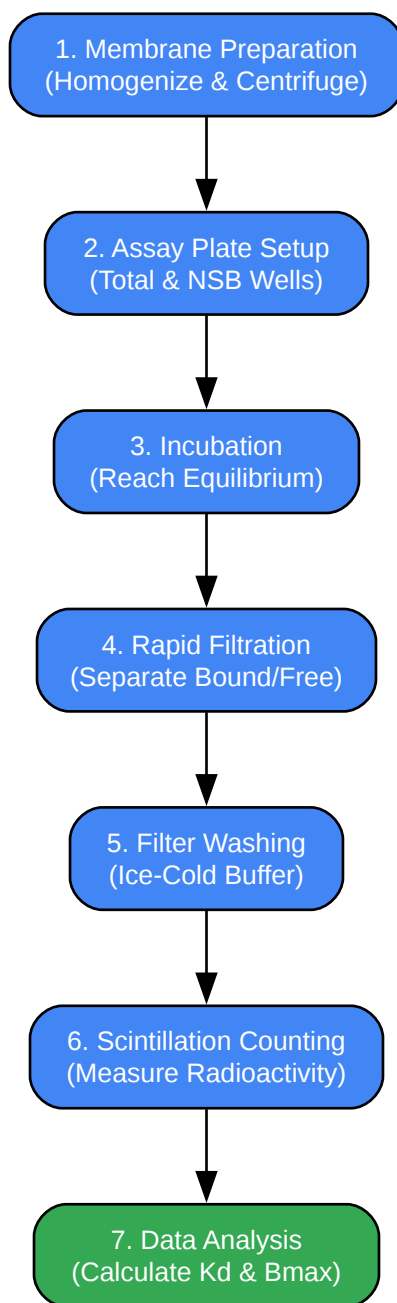 1. Membrane Preparation
(Homogenize & Centrifuge)
2. Assay Plate Setup
(Total & NSB Wells)
3. Incubation
(Reach Equilibrium)
4. Rapid Filtration
(Separate Bound/Free)
5. Filter Washing
(Ice-Cold Buffer)
6. Scintillation Counting
(Measure Radioactivity)
7. Data Analysis
(Calculate Kd & Bmax)